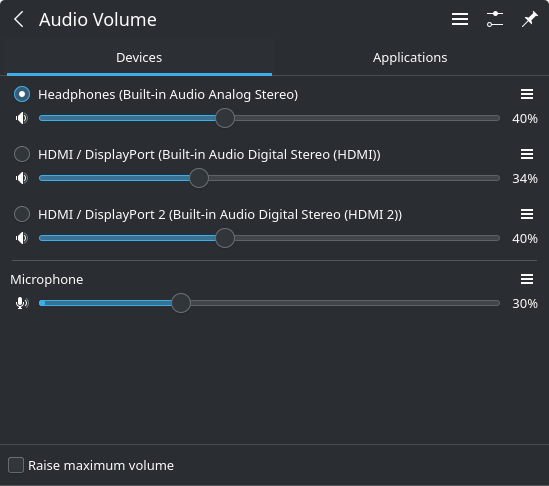 Audio Volume
Devices
Applications
Headphones (Built-in Audio Analog Stereo)
40%
HDMI / DisplayPort (Built-in Audio Digital Stereo (HDMI))
34%
HDMI / DisplayPort 2 (Built-in Audio Digital Stereo (HDMI 2))
40%
Microphone
30%
Raise maximum volume